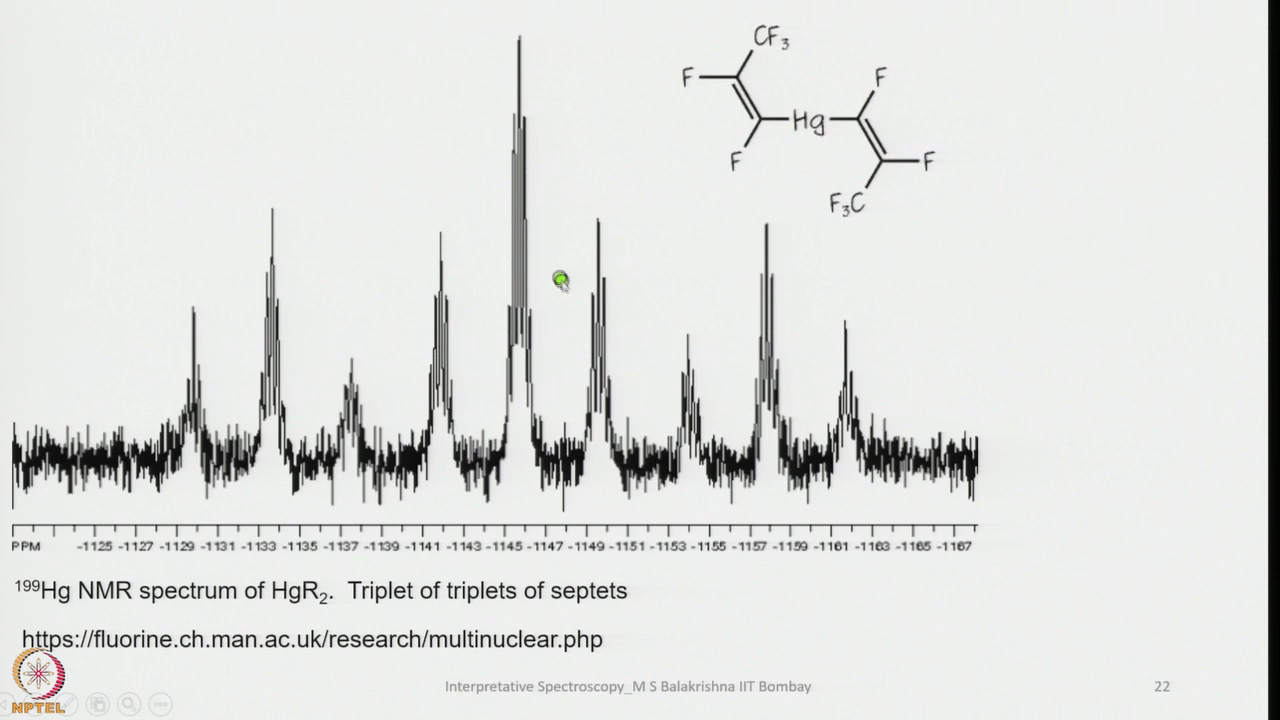 CF₃
F
F
Hg
F
F
F₃C
PPM -1125 -1127 -1129 -1131 -1133 -1135 -1137 -1139 -1141 -1143 -1145 -1147 -1149 -1151 -1153 -1155 -1157 -1159 -1161 -1163 -1165 -1167
¹⁹⁹Hg NMR spectrum of HgR₂. Triplet of triplets of septets
https://fluorine.ch.man.ac.uk/research/multinuclear.php
Interpretative Spectroscopy_M S Balakrishna IIT Bombay
22
NPTEL